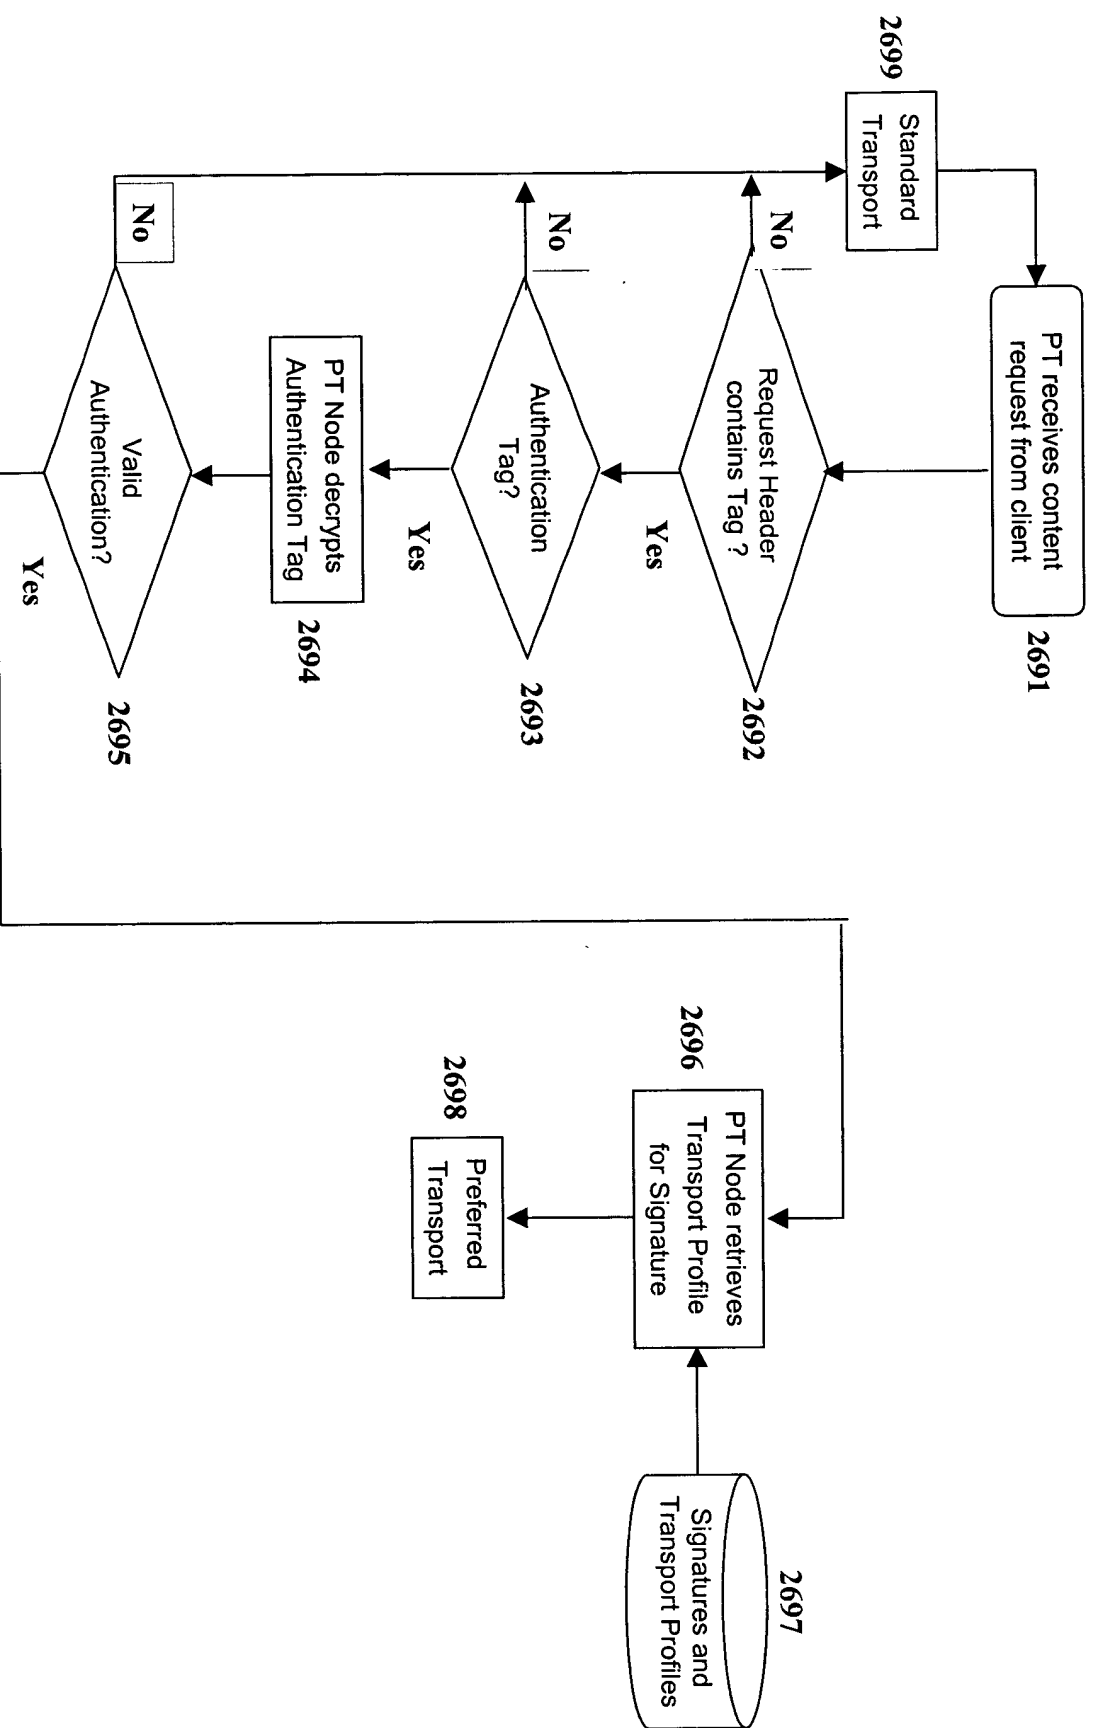 2699
Standard
Transport
PT receives content
request from client
2691
No
Request Header
contains Tag ?
2692
Yes
No
Authentication
Tag?
2693
Yes
PT Node decrypts
Authentication Tag
2694
No
Valid
Authentication?
2695
Yes
2696
PT Node retrieves
Transport Profile
for Signature
2697
Signatures and
Transport Profiles
2698
Preferred
Transport